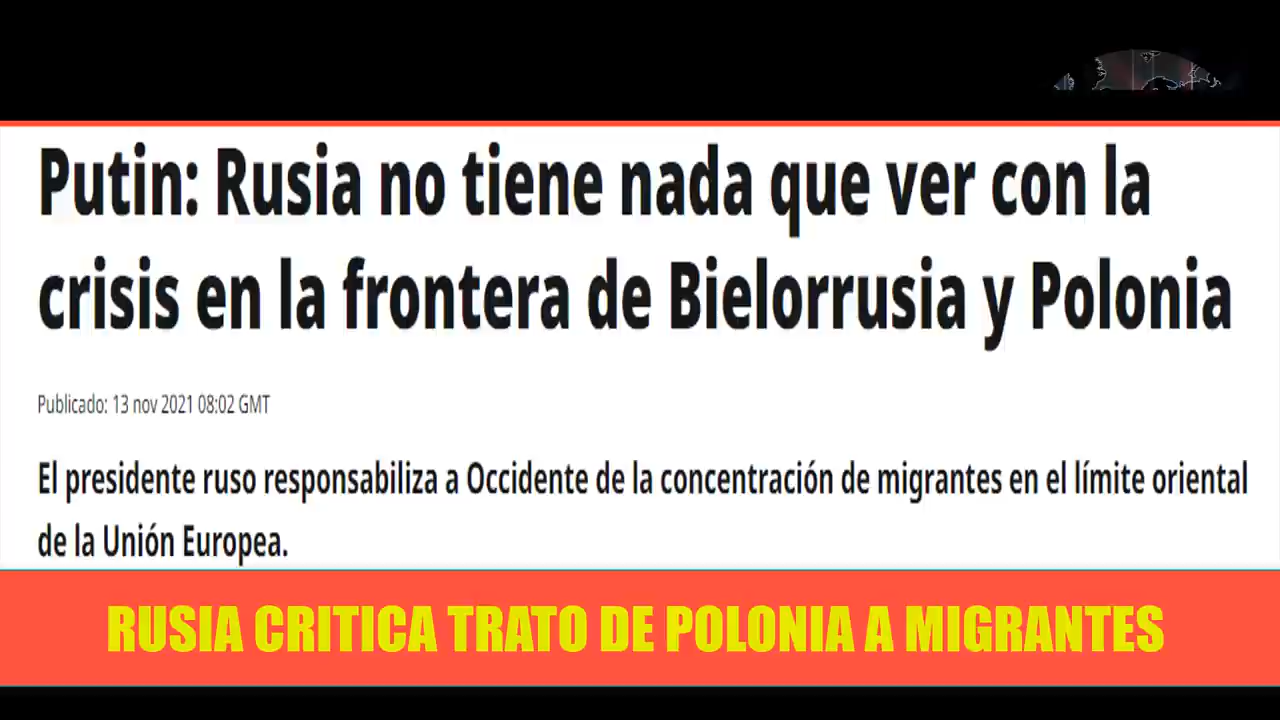 Putin: Rusia no tiene nada que ver con la
crisis en la frontera de Bielorrusia y Polonia
Publicado: 13 nov 2021 08:02 GMT
El presidente ruso responsabiliza a Occidente de la concentración de migrantes en el límite oriental
de la Unión Europea.
RUSIA CRITICA TRATO DE POLONIA A MIGRANTES